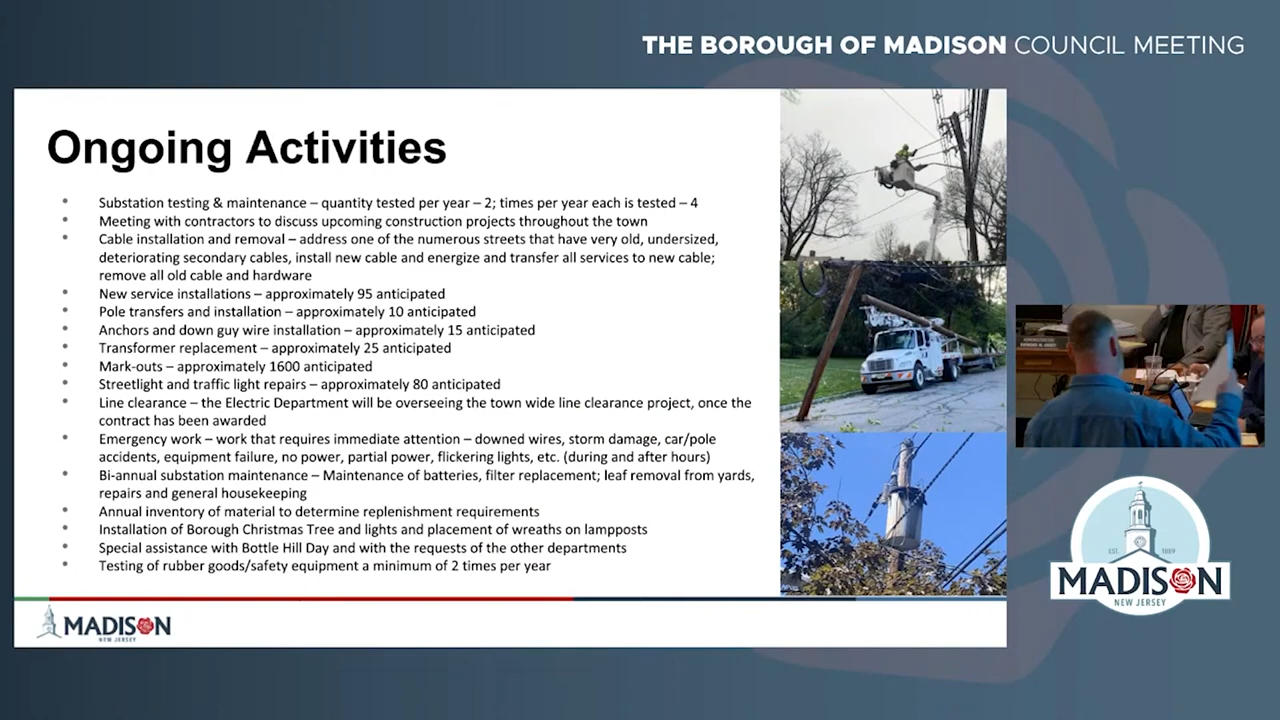 THE BOROUGH OF MADISON COUNCIL MEETING
Ongoing Activities
• Substation testing & maintenance – quantity tested per year – 2; times per year each is tested – 4
• Meeting with contractors to discuss upcoming construction projects throughout the town
• Cable installation and removal – address one of the numerous streets that have very old, undersized,
deteriorating secondary cables, install new cable and energize and transfer all services to new cable;
remove all old cable and hardware
• New service installations – approximately 95 anticipated
• Pole transfers and installation – approximately 10 anticipated
• Anchors and down guy wire installation – approximately 15 anticipated
• Transformer replacement – approximately 25 anticipated
• Mark-outs – approximately 1600 anticipated
• Streetlight and traffic light repairs – approximately 80 anticipated
• Line clearance – the Electric Department will be overseeing the town wide line clearance project, once the
contract has been awarded
• Emergency work – work that requires immediate attention – downed wires, storm damage, car/pole
accidents, equipment failure, no power, partial power, flickering lights, etc. (during and after hours)
• Bi-annual substation maintenance – Maintenance of batteries, filter replacement; leaf removal from yards,
repairs and general housekeeping
• Annual inventory of material to determine replenishment requirements
• Installation of Borough Christmas Tree and lights and placement of wreaths on lampposts
• Special assistance with Bottle Hill Day and with the requests of the other departments
• Testing of rubber goods/safety equipment a minimum of 2 times per year
MADISON
NEW JERSEY
ADMINISTRATOR
EST. 1889
MADISON
NEW JERSEY